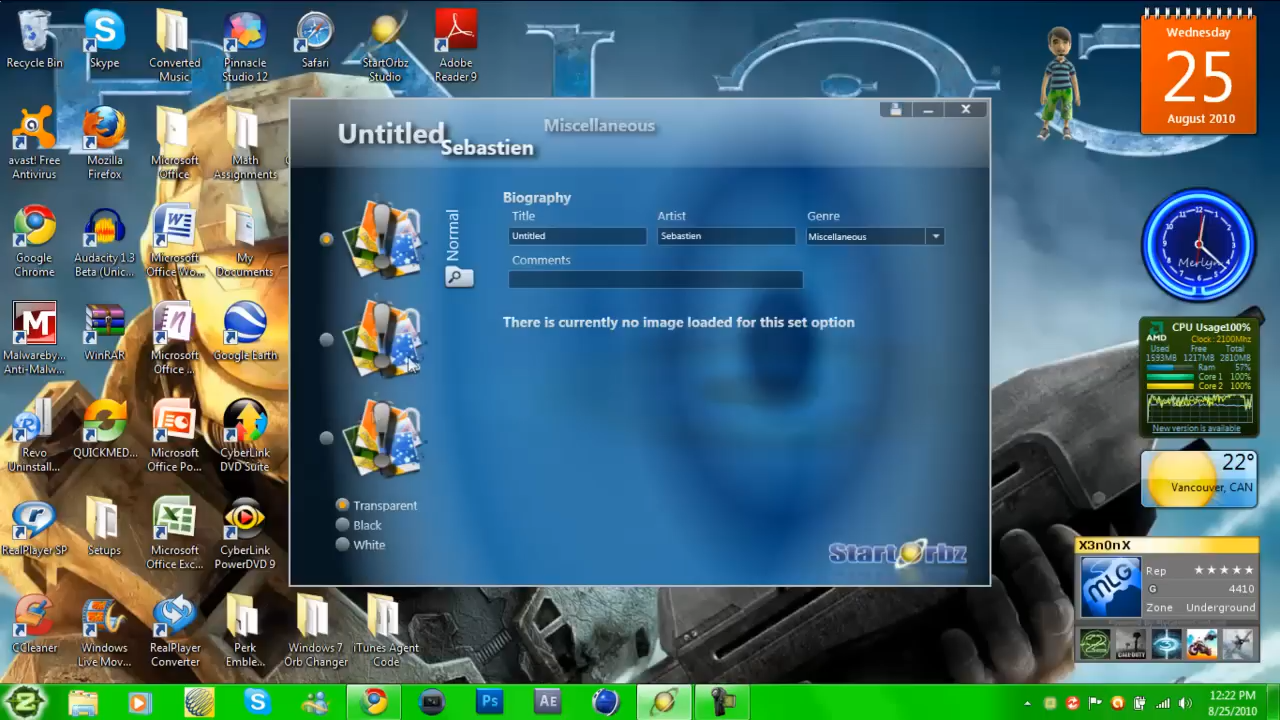 Recycle Bin
Skype
Converted
Music
Pinnacle
Studio 12
Safari
StartOrbz
Studio
Adobe
Reader 9
avast! Free
Antivirus
Mozilla
Firefox
Microsoft
Office
Math
Assignments
Google
Chrome
Audacity 1.3
Beta (Unic...
Microsoft
Office Wo...
My
Documents
Malwareby...
Anti-Malw...
WinRAR
Microsoft
Office ...
Google Earth
Revo
Uninstall...
QUICKMED...
Microsoft
Office Po...
CyberLink
DVD Suite
RealPlayer SP
Setups
Microsoft
Office Exc...
CyberLink
PowerDVD 9
CCleaner
Windows
Live Mov...
RealPlayer
Converter
Perk
Emble...
Windows 7
Orb Changer
iTunes Agent
Code
Untitled
Sebastien
Miscellaneous
Normal
Biography
Title
Artist
Genre
Untitled
Sebastien
Miscellaneous
Comments
There is currently no image loaded for this set option
Transparent
Black
White
StartOrbz
Wednesday
25
August 2010
Merlyn
CPU Usage 100%
AMD
Clock : 2100Mhz
Used Free Total
1593MB 1217MB 2810MB
Ram 57%
Core 1 100%
Core 2 100%
New version is available
22°
Vancouver, CAN
X3n0nX
MLG
Rep ★★★★★
G 4410
Zone Underground
Ps
AE
12:22 PM
8/25/2010